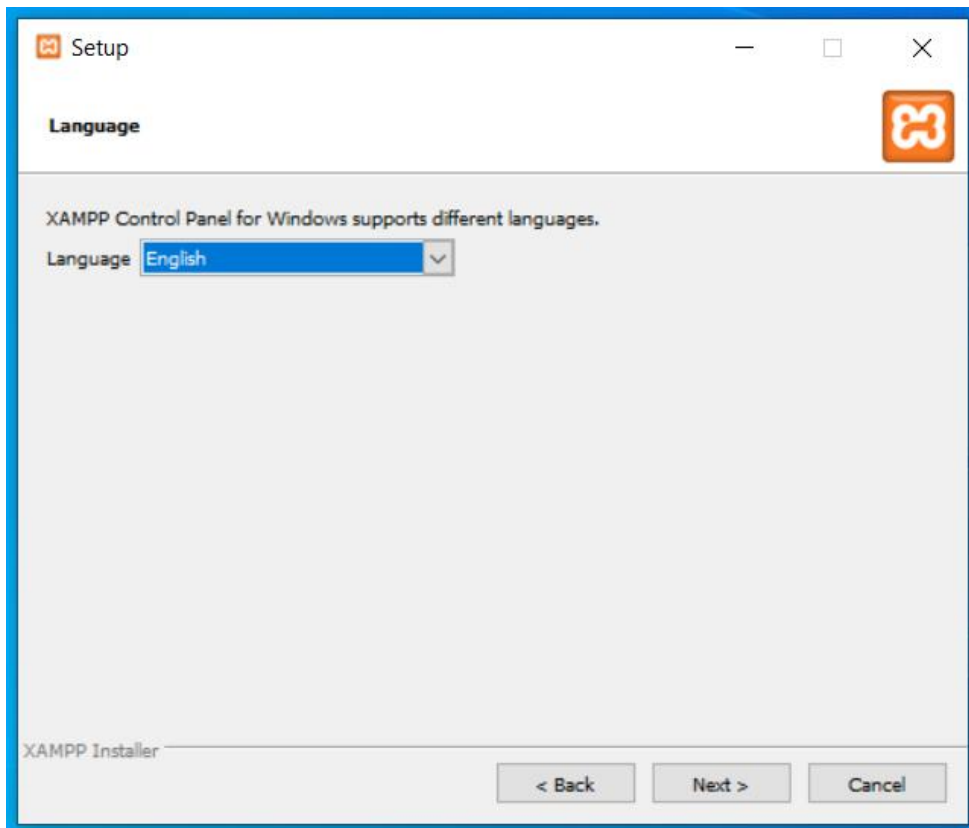 Setup
Language
XAMPP Control Panel for Windows supports different languages.
Language English
XAMPP Installer
< Back Next > Cancel